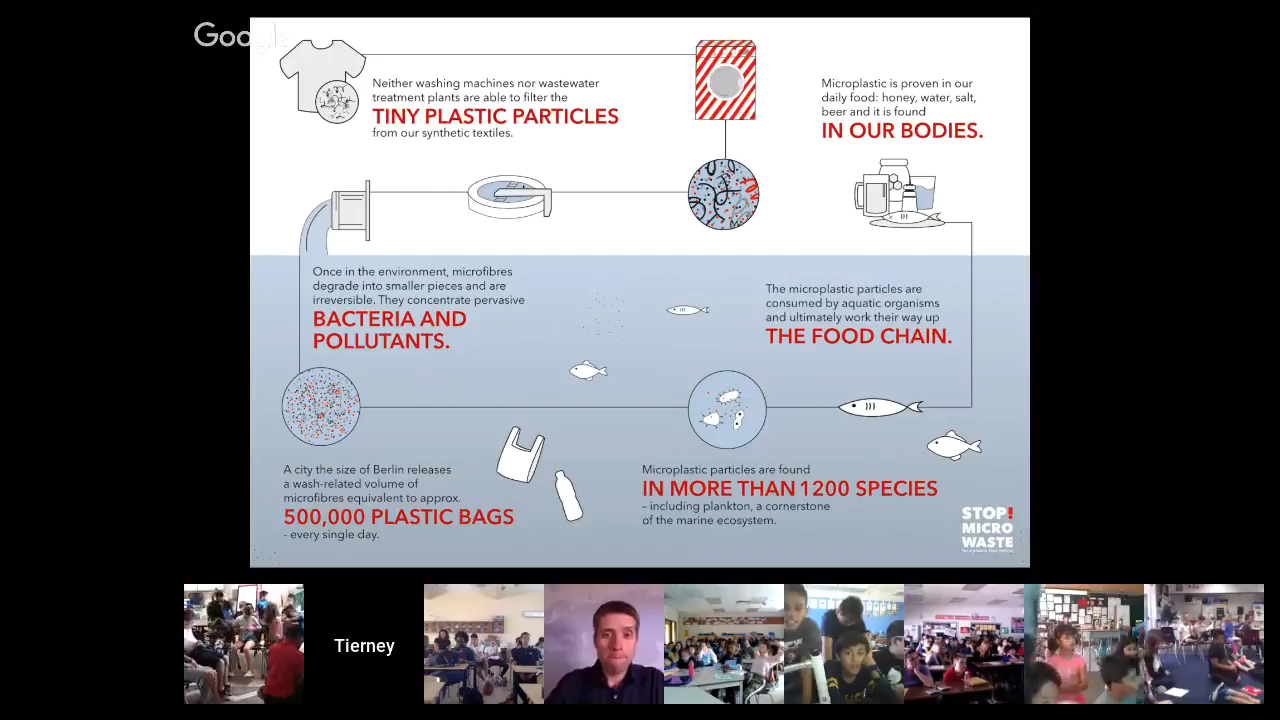 Goo
Neither washing machines nor wastewater
treatment plants are able to filter the
TINY PLASTIC PARTICLES
from our synthetic textiles.
Microplastic is proven in our
daily food: honey, water, salt,
beer and it is found
IN OUR BODIES.
Once in the environment, microfibres
degrade into smaller pieces and are
irreversible. They concentrate pervasive
BACTERIA AND
POLLUTANTS.
The microplastic particles are
consumed by aquatic organisms
and ultimately work their way up
THE FOOD CHAIN.
A city the size of Berlin releases
a wash-related volume of
microfibres equivalent to approx.
500,000 PLASTIC BAGS
- every single day.
Microplastic particles are found
IN MORE THAN 1200 SPECIES
– including plankton, a cornerstone
of the marine ecosystem.
STOP!
MICRO
WASTE
Tierney